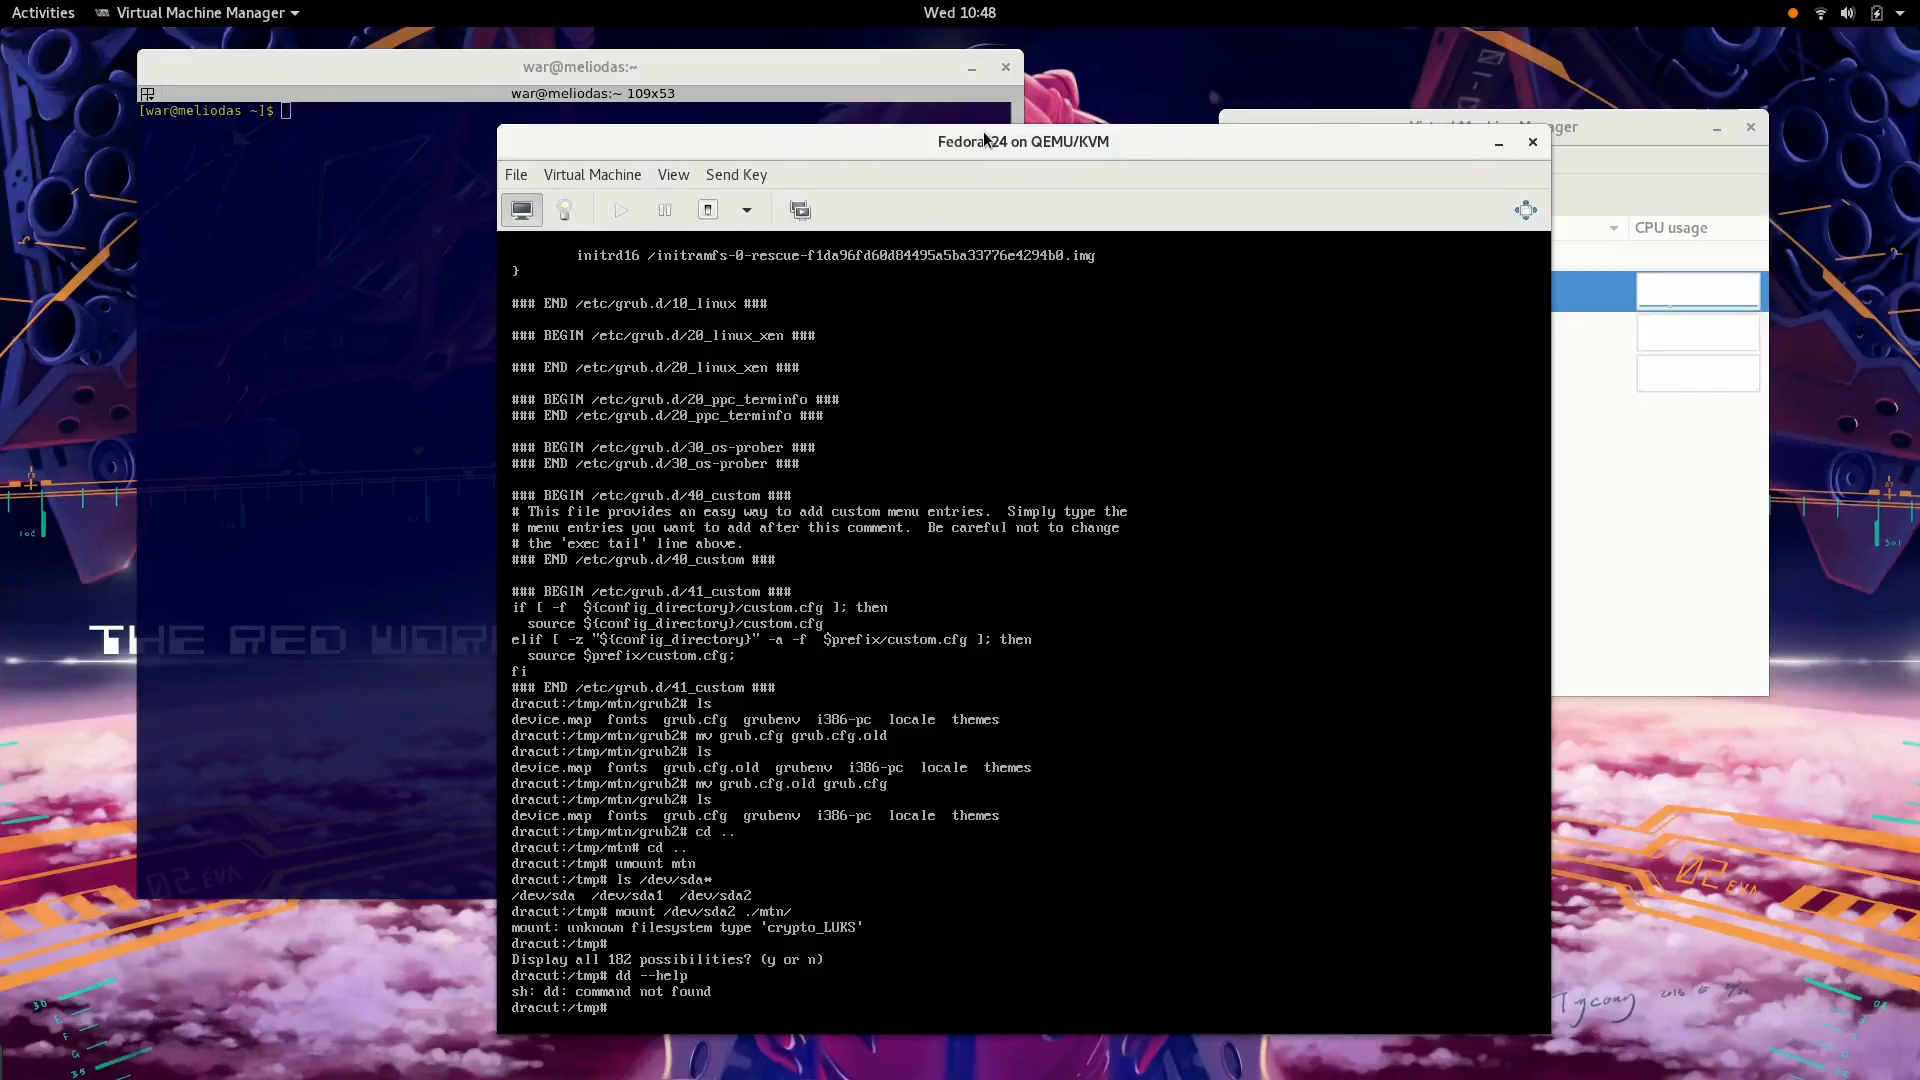 Activities Virtual Machine Manager Wed 10:48
war@meliodas:~
war@meliodas:~ 109x53
[war@meliodas ~]$
Fedora 24 on QEMU/KVM
File Virtual Machine View Send Key
CPU usage
initrd16 /initramfs-0-rescue-f1da96fd60d84495a5ba33776e4294b0.img
}
### END /etc/grub.d/10_linux ###
### BEGIN /etc/grub.d/20_linux_xen ###
### END /etc/grub.d/20_linux_xen ###
### BEGIN /etc/grub.d/20_ppc_terminfo ###
### END /etc/grub.d/20_ppc_terminfo ###
### BEGIN /etc/grub.d/30_os-prober ###
### END /etc/grub.d/30_os-prober ###
### BEGIN /etc/grub.d/40_custom ###
# This file provides an easy way to add custom menu entries.  Simply type the
# menu entries you want to add after this comment.  Be careful not to change
# the 'exec tail' line above.
### END /etc/grub.d/40_custom ###
### BEGIN /etc/grub.d/41_custom ###
if [ -f  ${config_directory}/custom.cfg ]; then
source ${config_directory}/custom.cfg
elif [ -z "${config_directory}" -a -f  $prefix/custom.cfg ]; then
source $prefix/custom.cfg;
fi
### END /etc/grub.d/41_custom ###
dracut:/tmp/mtn/grub2# ls
device.map  fonts  grub.cfg  grubenv  i386-pc  locale  themes
dracut:/tmp/mtn/grub2# mv grub.cfg grub.cfg.old
dracut:/tmp/mtn/grub2# ls
device.map  fonts  grub.cfg.old  grubenv  i386-pc  locale  themes
dracut:/tmp/mtn/grub2# mv grub.cfg.old grub.cfg
dracut:/tmp/mtn/grub2# ls
device.map  fonts  grub.cfg  grubenv  i386-pc  locale  themes
dracut:/tmp/mtn/grub2# cd ..
dracut:/tmp/mtn# cd ..
dracut:/tmp# umount mtn
dracut:/tmp# ls /dev/sda*
/dev/sda  /dev/sda1  /dev/sda2
dracut:/tmp# mount /dev/sda2 ./mtn/
mount: unknown filesystem type 'crypto_LUKS'
dracut:/tmp#
Display all 182 possibilities? (y or n)
dracut:/tmp# dd --help
sh: dd: command not found
dracut:/tmp#
THE RED WOR
02 EVA
02 EVA